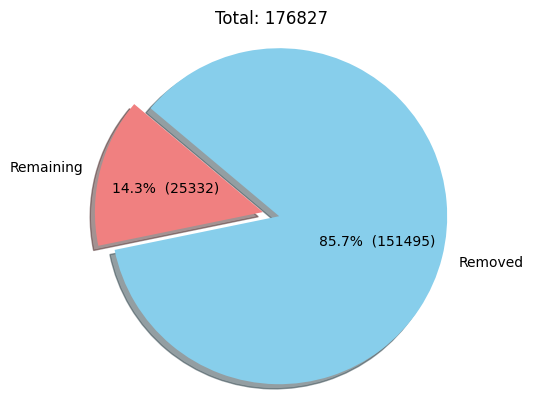 Total: 176827
Remaining
14.3% (25332)
85.7% (151495)
Removed